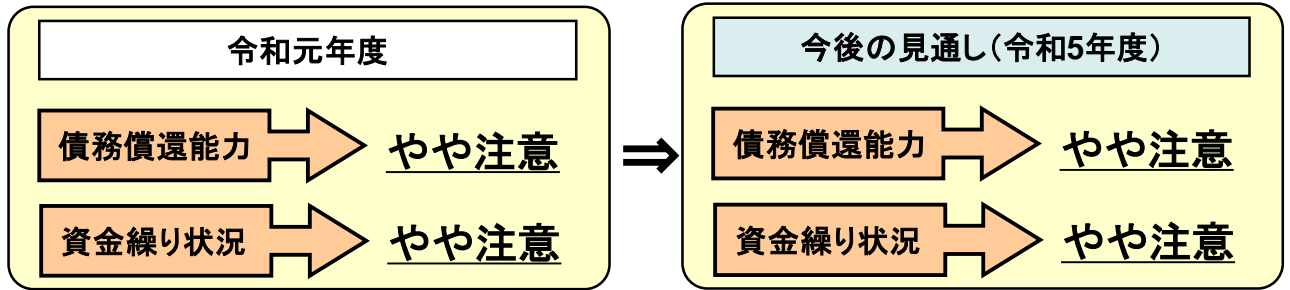 令和元年度
債務償還能力 やや注意
資金繰り状況 やや注意
⇒
今後の見通し（令和5年度）
債務償還能力 やや注意
資金繰り状況 やや注意